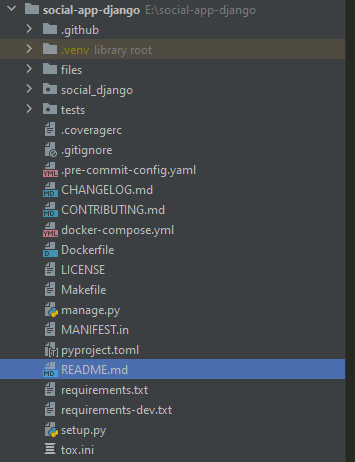 social-app-django E:\social-app-django
.github
.venv library root
files
social_django
tests
.coveragerc
.gitignore
.pre-commit-config.yaml
CHANGELOG.md
CONTRIBUTING.md
docker-compose.yml
Dockerfile
LICENSE
Makefile
manage.py
MANIFEST.in
pyproject.toml
README.md
requirements.txt
requirements-dev.txt
setup.py
tox.ini